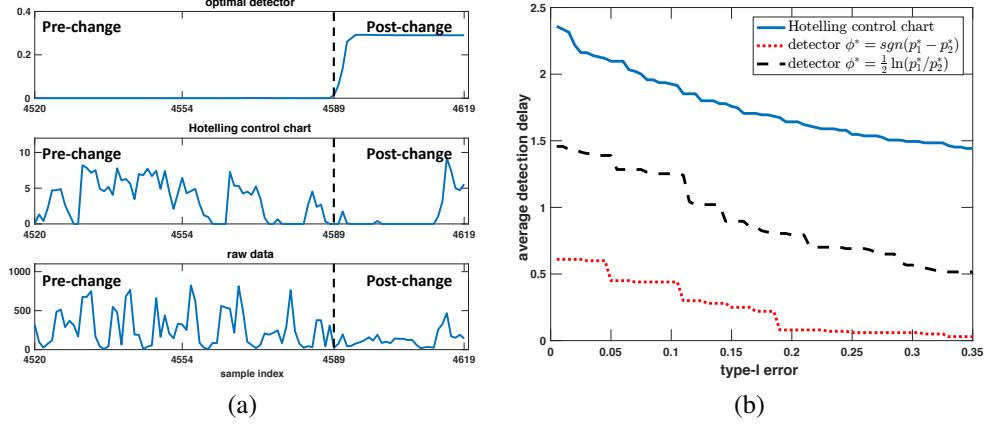 optimal detector
0.4
0.2
0
Pre-change
Post-change
4520
4554
4589
4619
Hotelling control chart
10
5
0
Pre-change
Post-change
4520
4554
4589
4619
raw data
1000
500
0
Pre-change
Post-change
4520
4554
4589
4619
sample index
(a)
2.5
2
1.5
1
0.5
0
average detection delay
Hotelling control chart
detector ϕ* = sgn(p₁* − p₂*)
detector ϕ* = ½ ln(p₁*/p₂*)
0
0.05
0.1
0.15
0.2
0.25
0.3
0.35
type-I error
(b)